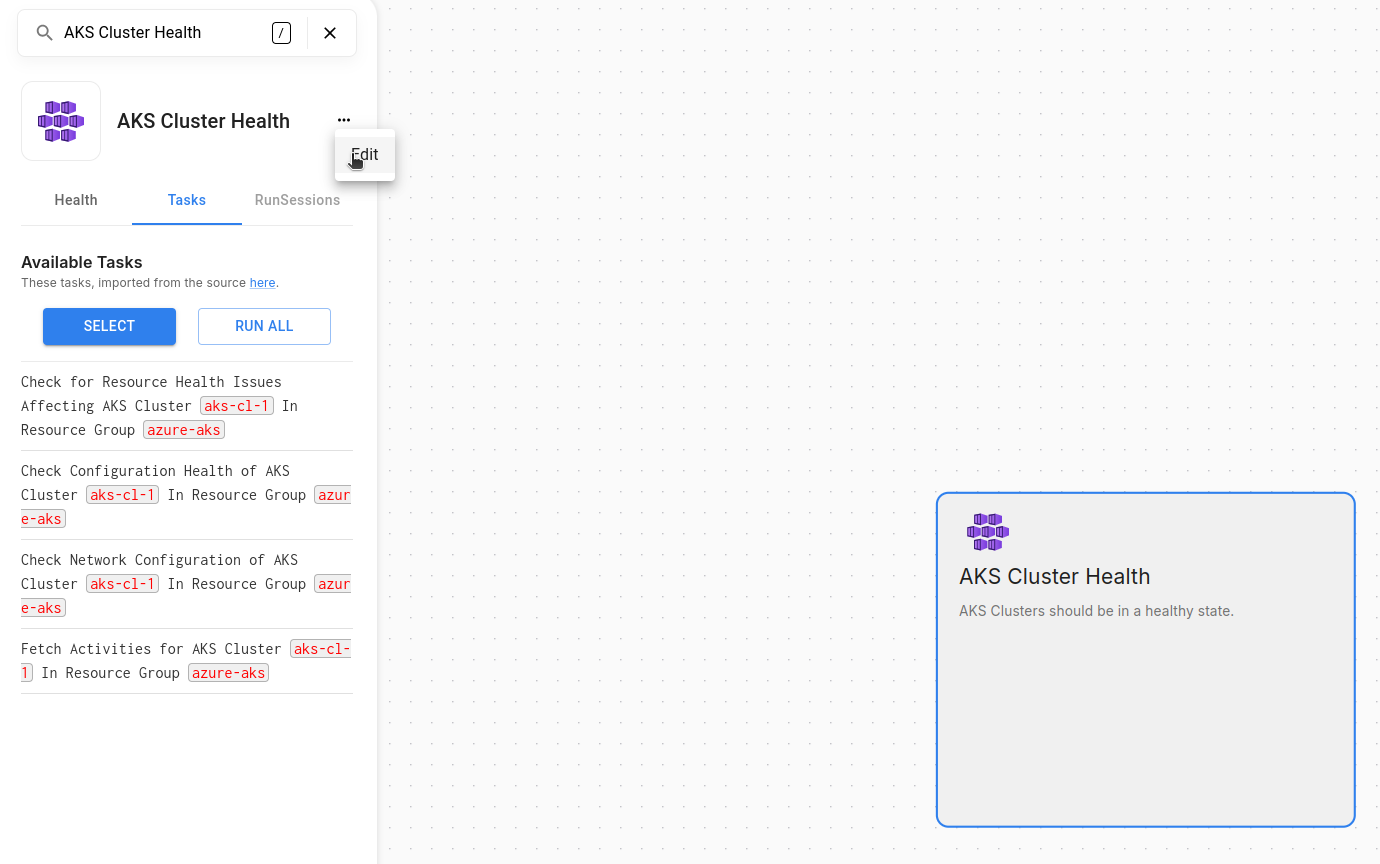 AKS Cluster Health /
AKS Cluster Health
Edit
Health Tasks RunSessions
Available Tasks
These tasks, imported from the source here.
SELECT RUN ALL
Check for Resource Health Issues
Affecting AKS Cluster aks-cl-1 In
Resource Group azure-aks
Check Configuration Health of AKS
Cluster aks-cl-1 In Resource Group azur
e-aks
Check Network Configuration of AKS
Cluster aks-cl-1 In Resource Group azur
e-aks
Fetch Activities for AKS Cluster aks-cl-
1 In Resource Group azure-aks
AKS Cluster Health
AKS Clusters should be in a healthy state.